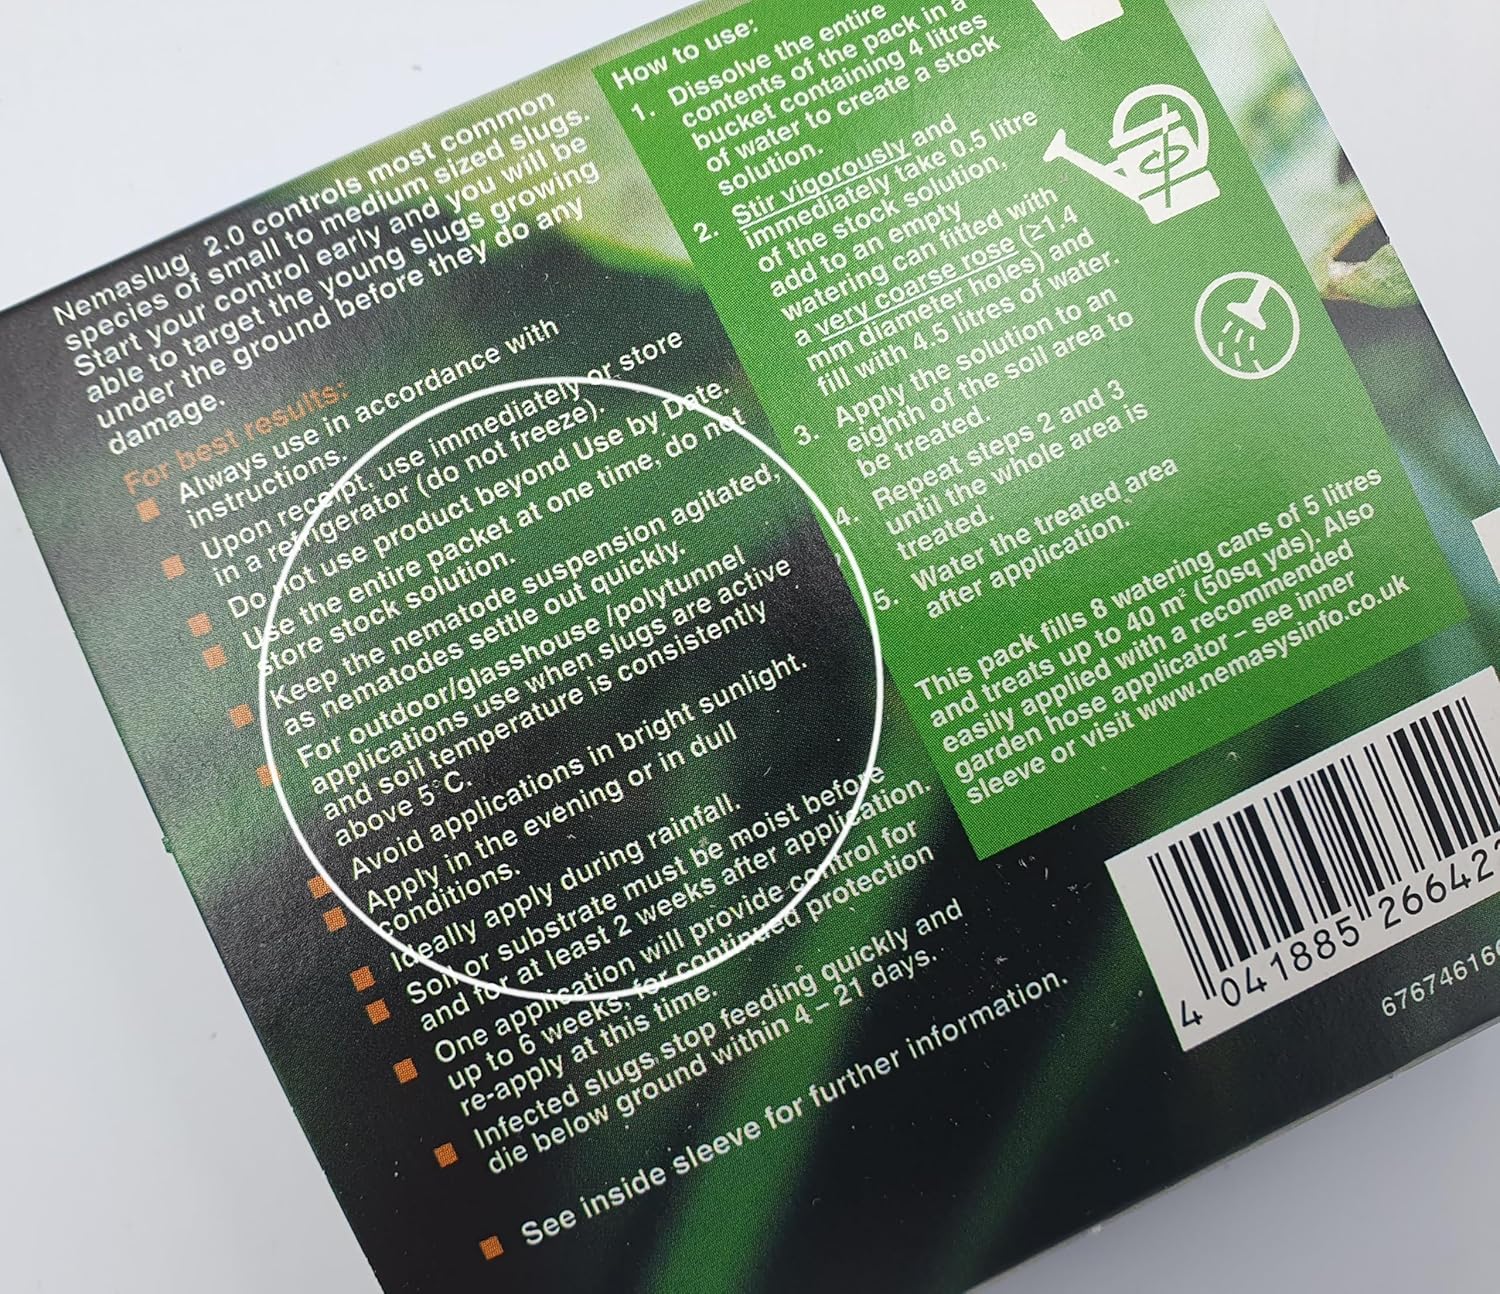 Nemaslug 2.0 controls most common
species of small to medium sized slugs.
Start your control early and you will be
able to target the young slugs growing
under the ground before they do any
damage.
For best results:
Always use in accordance with
instructions.
Upon receipt, use immediately or store
in a refrigerator (do not freeze).
Do not use product beyond Use by Date.
Use the entire packet at one time, do not
store stock solution.
Keep the nematode suspension agitated,
as nematodes settle out quickly.
For outdoor/glasshouse /polytunnel
applications use when slugs are active
and soil temperature is consistently
above 5°C.
Avoid applications in bright sunlight.
Apply in the evening or in dull
conditions.
Ideally apply during rainfall.
Soil or substrate must be moist before
and for at least 2 weeks after application.
One application will provide control for
up to 6 weeks, for continued protection
re-apply at this time.
Infected slugs stop feeding quickly and
die below ground within 4 – 21 days.
See inside sleeve for further information.
How to use:
1. Dissolve the entire
contents of the pack in a
bucket containing 4 litres
of water to create a stock
solution.
2. Stir vigorously and
immediately take 0.5 litre
of the stock solution,
add to an empty
watering can fitted with
a very coarse rose (≥1.4
mm diameter holes) and
fill with 4.5 litres of water.
3. Apply the solution to an
eighth of the soil area to
be treated.
4. Repeat steps 2 and 3
until the whole area is
treated.
5. Water the treated area
after application.
This pack fills 8 watering cans of 5 litres
and treats up to 40 m² (50sq yds). Also
easily applied with a recommended
garden hose applicator – see inner
sleeve or visit www.nemasysinfo.co.uk
4 041885 26642
67674616